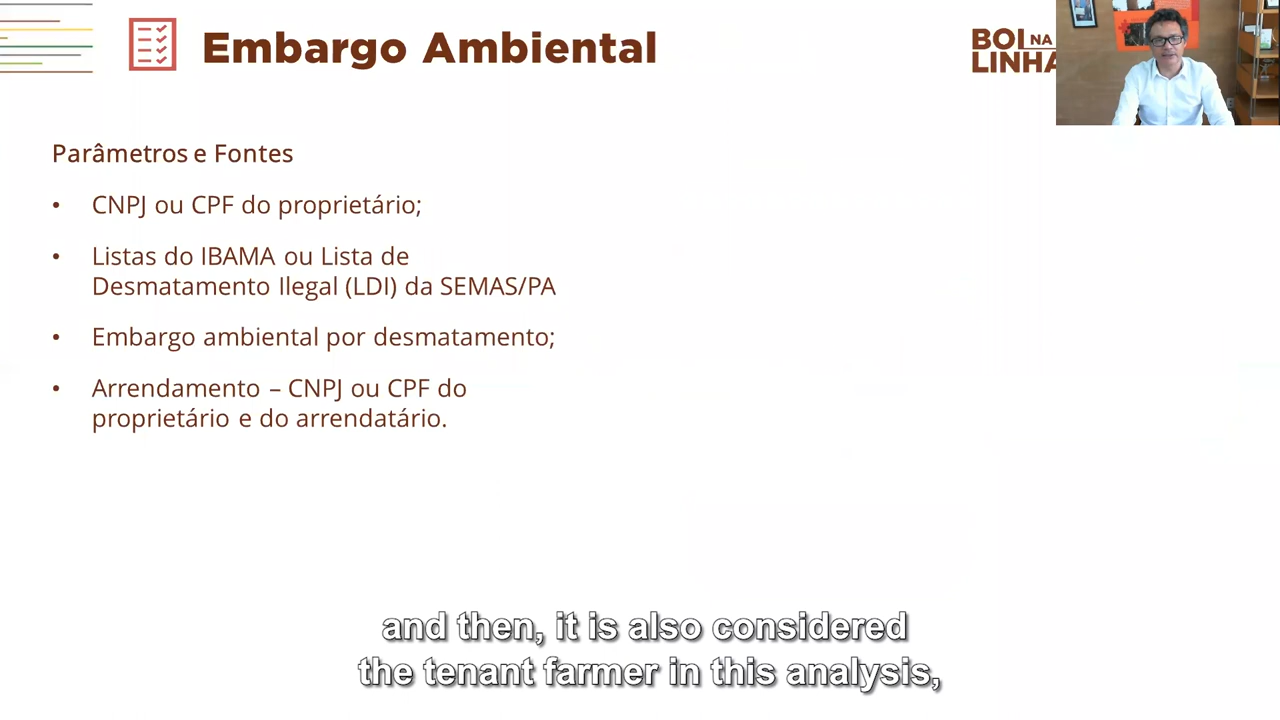 Embargo Ambiental
BOI NA
LINHA
Parâmetros e Fontes
• CNPJ ou CPF do proprietário;
• Listas do IBAMA ou Lista de
Desmatamento Ilegal (LDI) da SEMAS/PA
• Embargo ambiental por desmatamento;
• Arrendamento – CNPJ ou CPF do
proprietário e do arrendatário.
and then, it is also considered
the tenant farmer in this analysis,